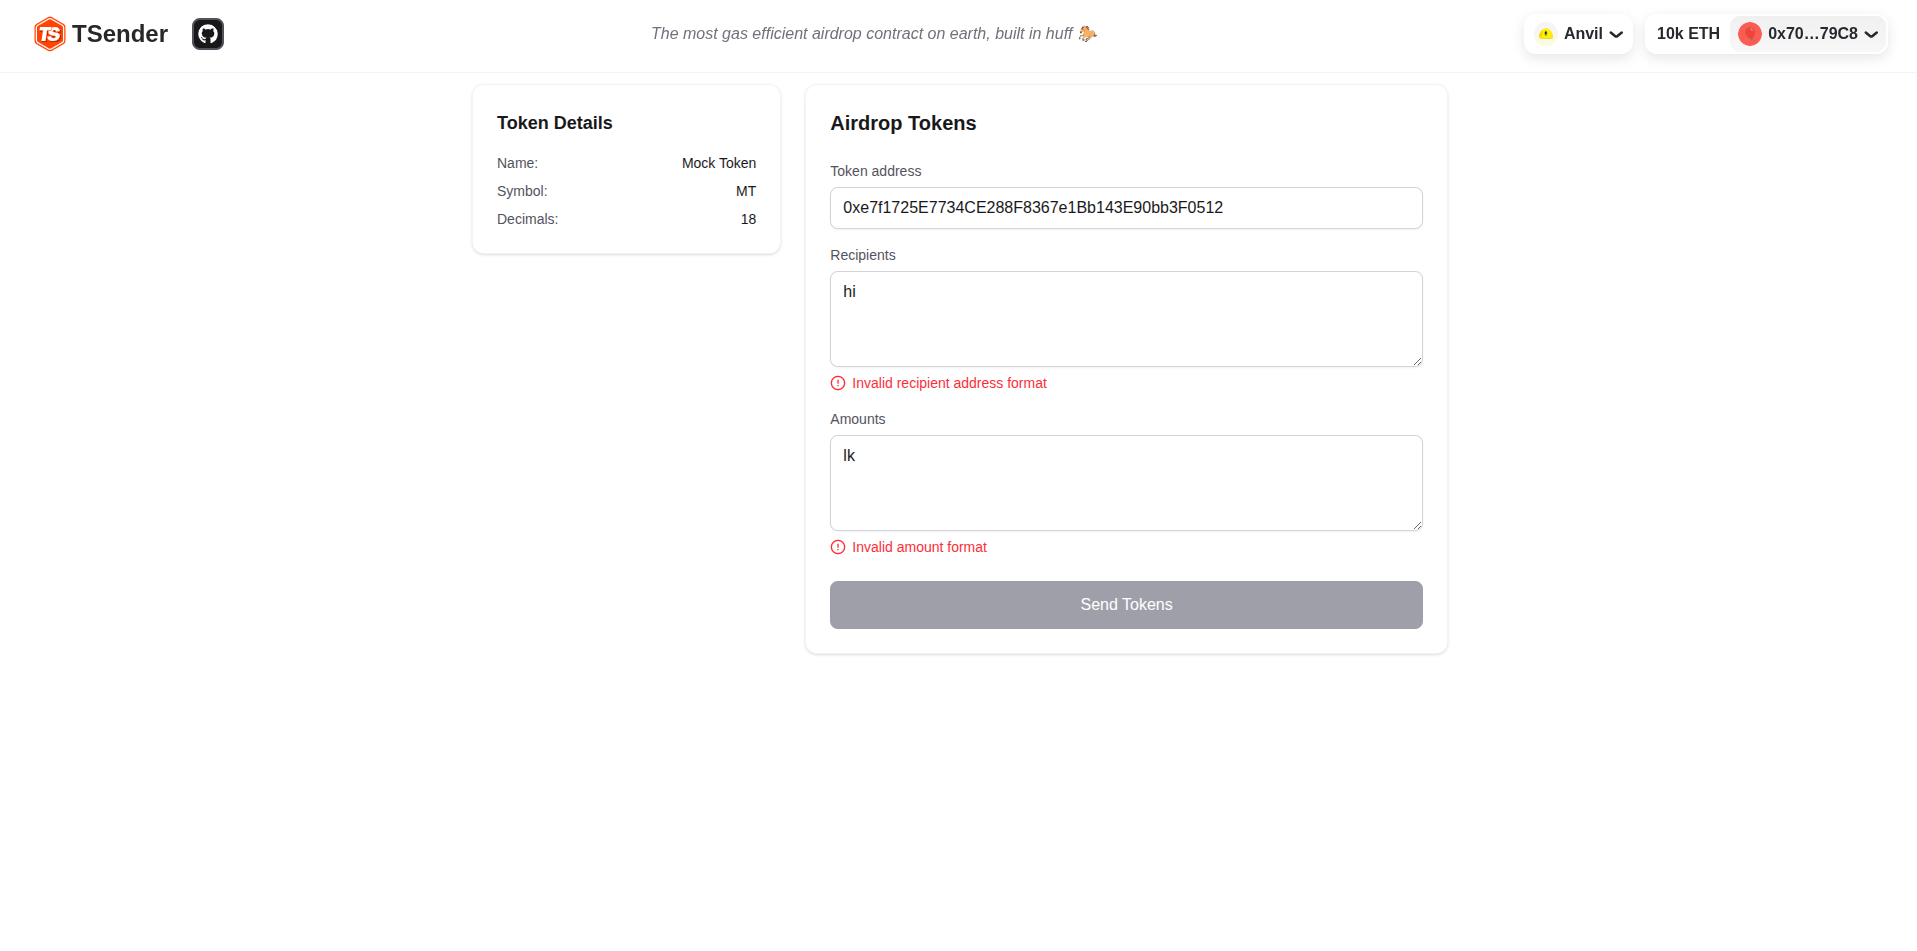 TS TSender
The most gas efficient airdrop contract on earth, built in huff 🐎
Anvil
10k ETH
0x70…79C8
Token Details
Name: Mock Token
Symbol: MT
Decimals: 18
Airdrop Tokens
Token address
0xe7f1725E7734CE288F8367e1Bb143E90bb3F0512
Recipients
hi
Invalid recipient address format
Amounts
lk
Invalid amount format
Send Tokens